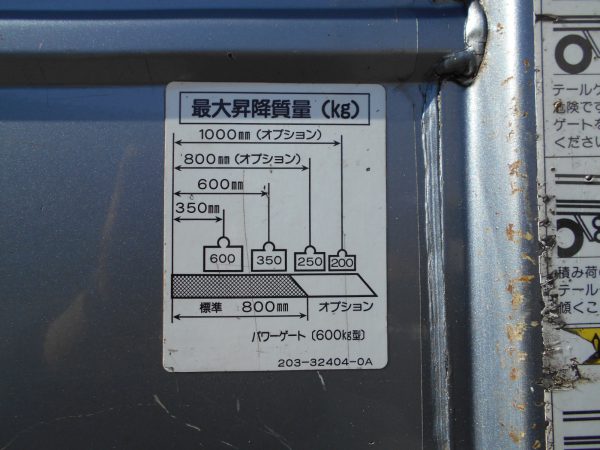 最大昇降質量(kg)
1000mm(オプション)
800mm(オプション)
600mm
350mm
600 350 250 200
標準 800mm オプション
パワーゲート(600kg型)
203-32404-0A
テールゲ
危険です
ゲートを
ください
積み荷の
テールゲ
傾くこ